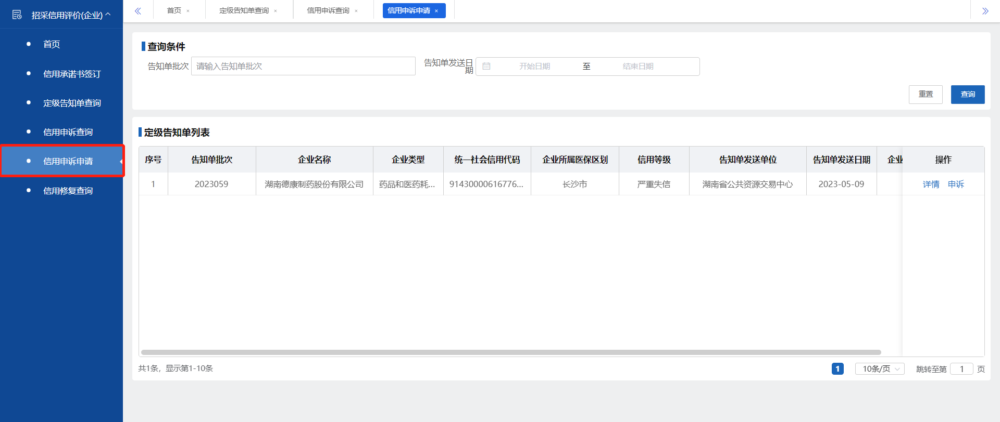 招采信用评价(企业)
首页
信用承诺书签订
定级告知单查询
信用申诉查询
信用申诉申请
信用修复查询
首页 ×
定级告知单查询 ×
信用申诉查询 ×
信用申诉申请 ×
查询条件
告知单批次
请输入告知单批次
告知单发送日
期
开始日期 至 结束日期
重置
查询
定级告知单列表
序号 告知单批次 企业名称 企业类型 统一社会信用代码 企业所属医保区划 信用等级 告知单发送单位 告知单发送日期 企业 操作
1 2023059 湖南德康制药股份有限公司 药品和医药耗... 91430000616776... 长沙市 严重失信 湖南省公共资源交易中心 2023-05-09 详情 申诉
共1条，显示第1-10条
1
10条/页
跳转至第 1 页